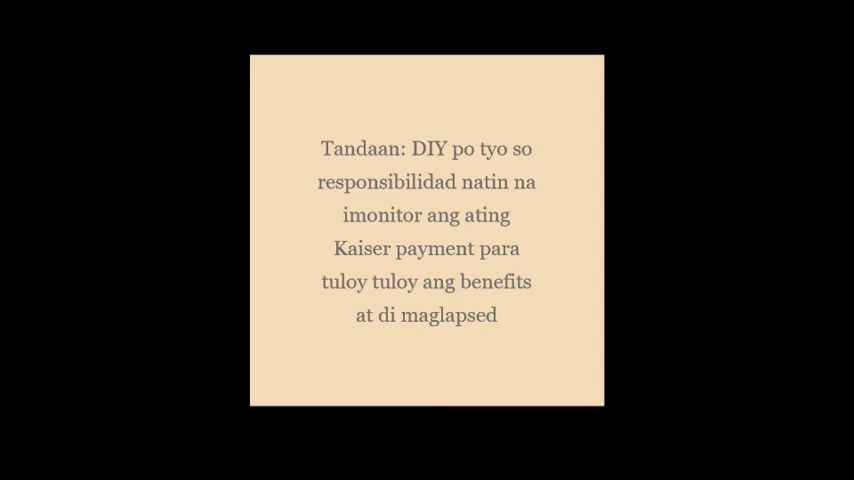 Tandaan: DIY po tyo so
responsibilidad natin na
imonitor ang ating
Kaiser payment para
tuloy tuloy ang benefits
at di maglapsed